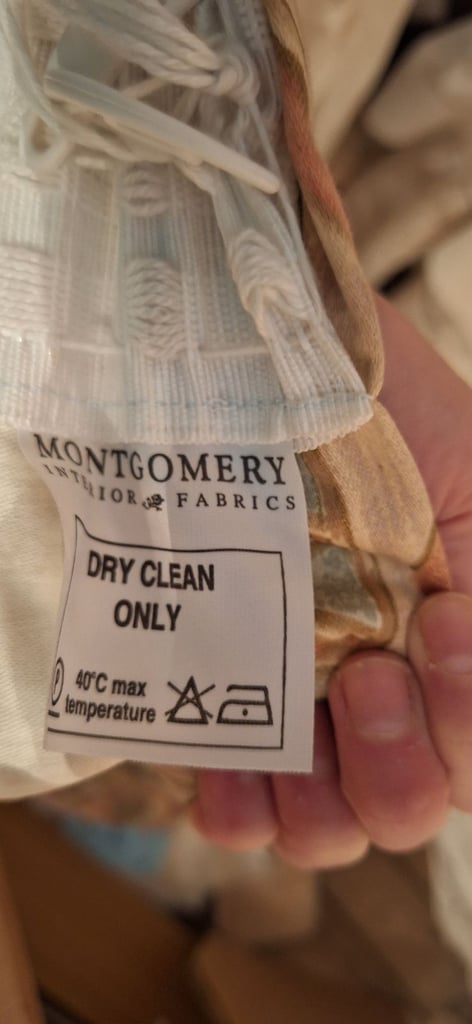 MONTGOMERY
INTERIOR FABRICS
DRY CLEAN
ONLY
P 40°C max
temperature